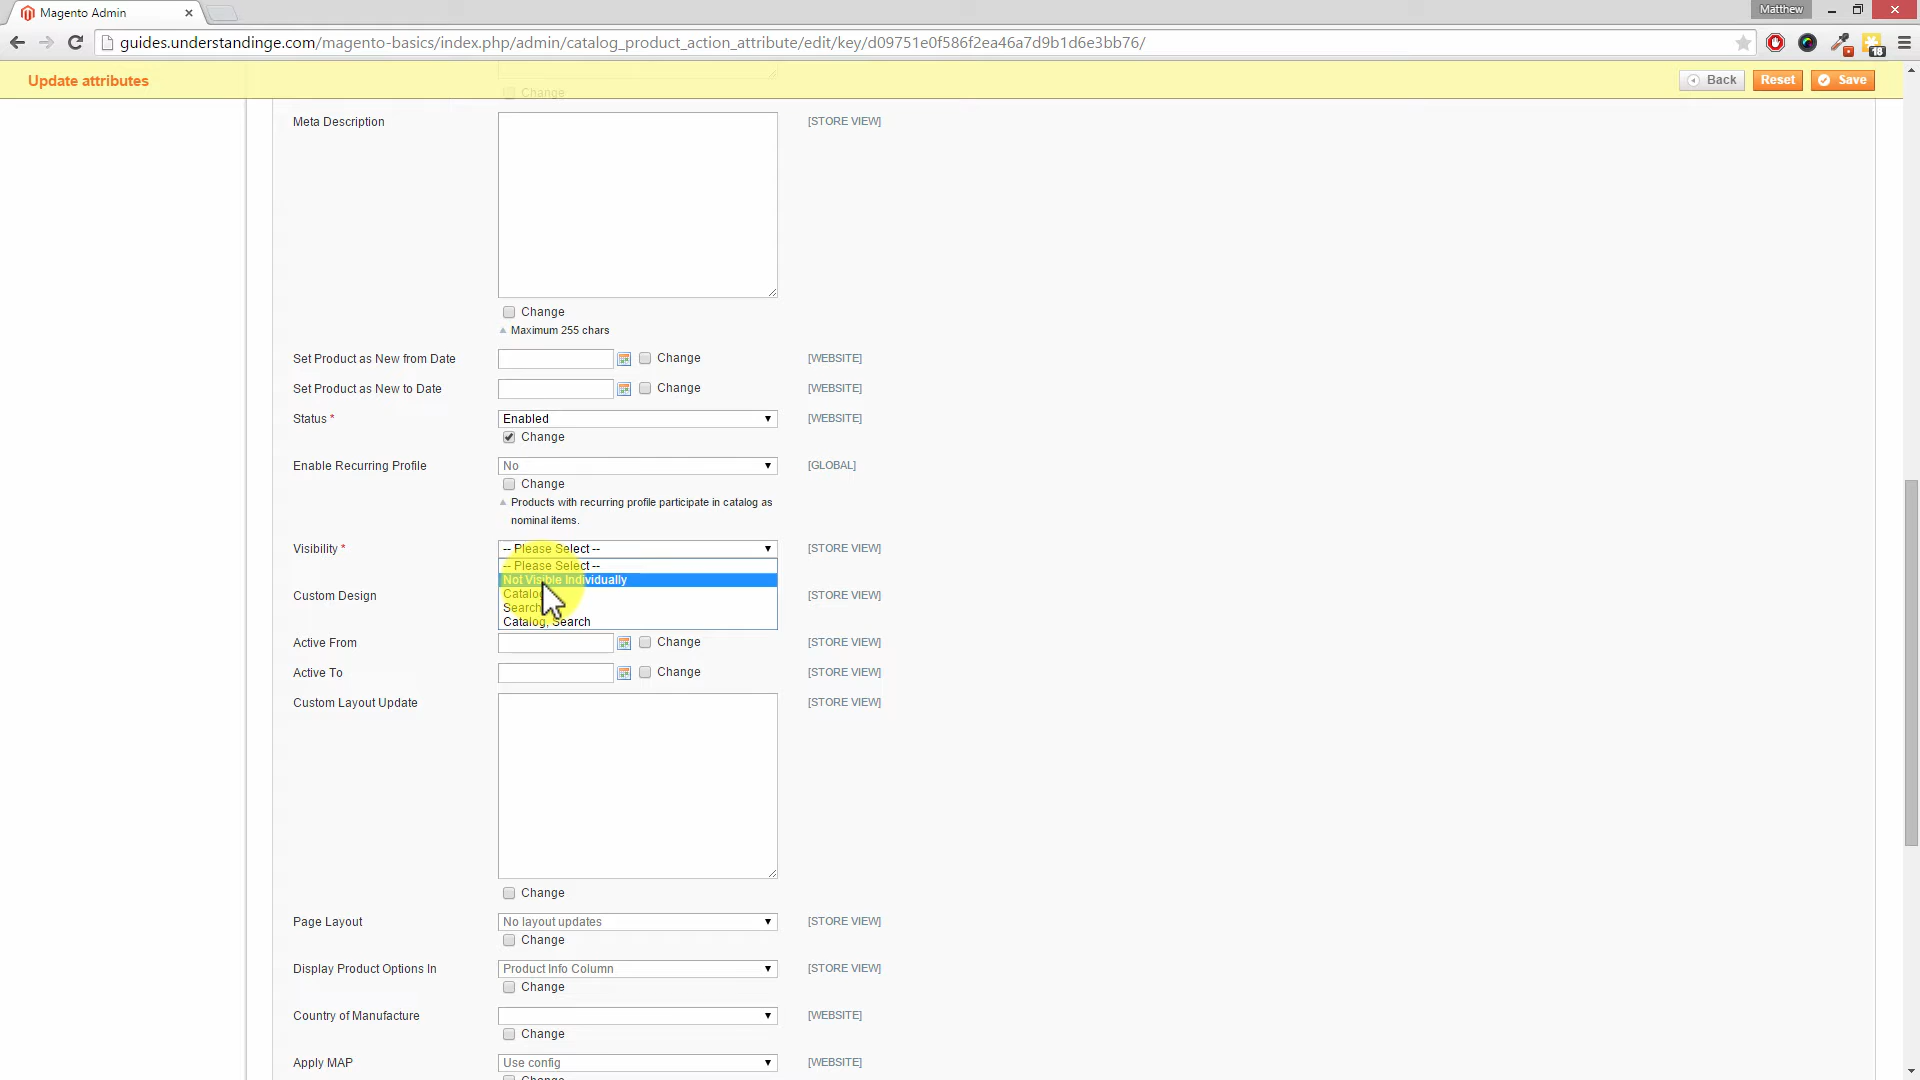 Magento Admin
Matthew
guides.understandinge.com/magento-basics/index.php/admin/catalog_product_action_attribute/edit/key/d09751e0f586f2ea46a7d9b1d6e3bb76/
18
Update attributes
Back
Reset
Save
Change
Meta Description
[STORE VIEW]
Change
Maximum 255 chars
Set Product as New from Date
Change
[WEBSITE]
Set Product as New to Date
Change
[WEBSITE]
Status *
Enabled
[WEBSITE]
Change
Enable Recurring Profile
No
[GLOBAL]
Change
Products with recurring profile participate in catalog as
nominal items.
Visibility *
-- Please Select --
[STORE VIEW]
-- Please Select --
Not Visible Individually
Custom Design
Catalog
[STORE VIEW]
Search
Catalog, Search
Active From
Change
[STORE VIEW]
Active To
Change
[STORE VIEW]
Custom Layout Update
[STORE VIEW]
Change
Page Layout
No layout updates
[STORE VIEW]
Change
Display Product Options In
Product Info Column
[STORE VIEW]
Change
Country of Manufacture
[WEBSITE]
Change
Apply MAP
Use config
[WEBSITE]
Change